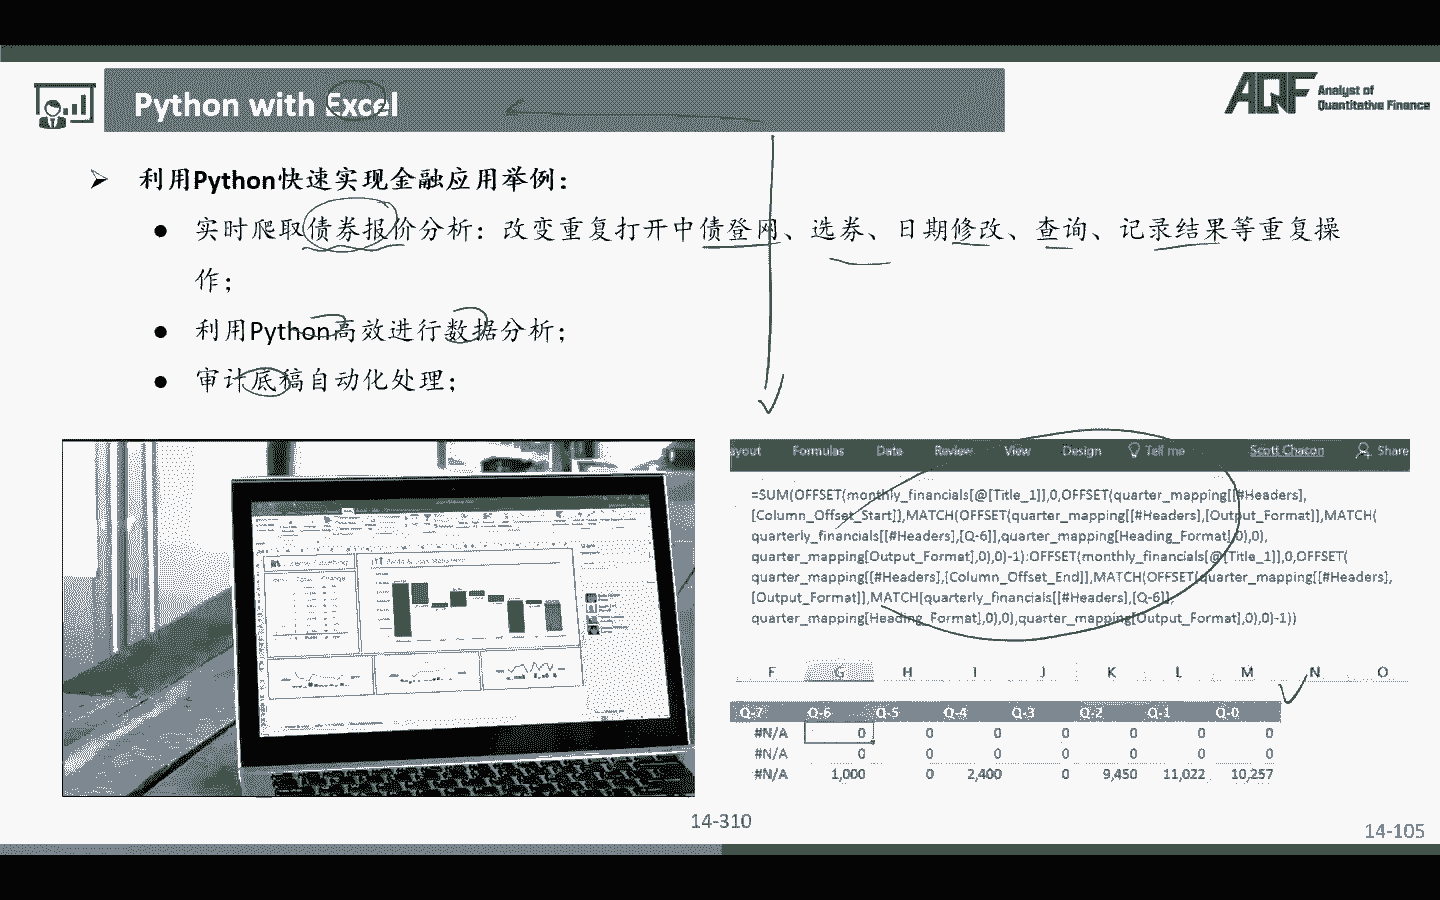 Python with Excel
AQF Analyst of
Quantitative Finance
➢ 利用Python快速实现金融应用举例：
● 实时爬取债券报价分析：改变重复打开中债登网、选券、日期修改、查询、记录结果等重复操
作；
● 利用Python高效进行数据分析；
● 审计底稿自动化处理；
ayout Formulas Date Review View Design Tell me Scott Chacon Share
=SUM(OFFSET(monthly_financials[@[Title_1]],0,OFFSET(quarter_mapping[[#Headers],
[Column_Offset_Start]],MATCH(OFFSET(quarter_mapping[[#Headers],[Output_Format]],MATCH(
quarterly_financials[[#Headers],[Q-6]],quarter_mapping[Heading_Format],0),0),
quarter_mapping[Output_Format],0),0)-1):OFFSET(monthly_financials[@[Title_1]],0,OFFSET(
quarter_mapping[[#Headers],[Column_Offset_End]],MATCH(OFFSET(quarter_mapping[[#Headers],
[Output_Format]],MATCH(quarterly_financials[[#Headers],[Q-6]],
quarter_mapping[Heading_Format],0),0),quarter_mapping[Output_Format],0),0)-1))
F G H I J K L M N O
Q-7 Q-6 Q-5 Q-4 Q-3 Q-2 Q-1 Q-0
#N/A 0 0 0 0 0 0 0
#N/A 0 0 0 0 0 0 0
#N/A 1,000 0 2,400 0 9,450 11,022 10,257
14-310
14-105